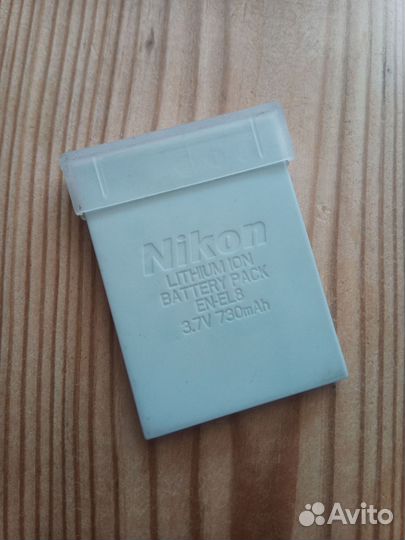 Nikon
LITHIUM ION
BATTERY PACK
EN-EL8
3.7V 730mAh
Avito